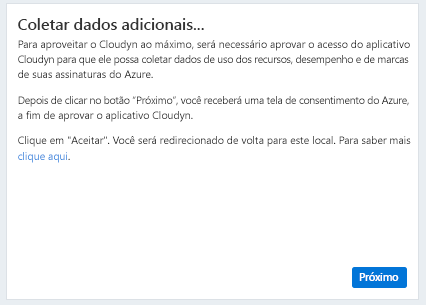 Coletar dados adicionais...
Para aproveitar o Cloudyn ao máximo, será necessário aprovar o acesso do aplicativo
Cloudyn para que ele possa coletar dados de uso dos recursos, desempenho e de marcas
de suas assinaturas do Azure.
Depois de clicar no botão "Próximo", você receberá uma tela de consentimento do Azure,
a fim de aprovar o aplicativo Cloudyn.
Clique em "Aceitar". Você será redirecionado de volta para este local. Para saber mais
clique aqui.
Próximo